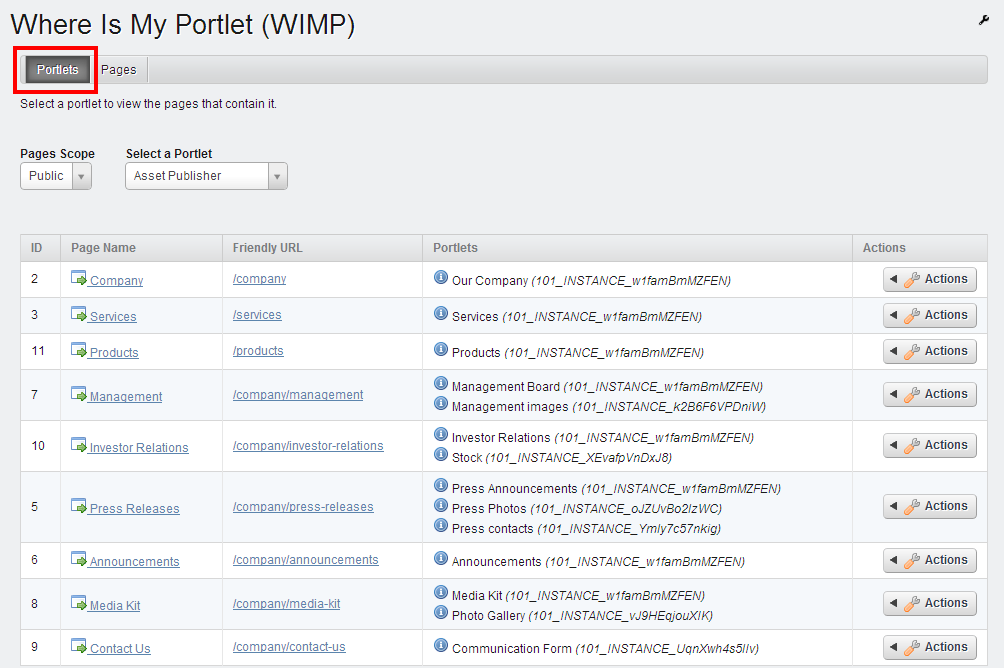 Where Is My Portlet (WIMP)
Portlets Pages
Select a portlet to view the pages that contain it.
Pages Scope Select a Portlet
Public Asset Publisher
ID Page Name Friendly URL Portlets Actions
2 Company /company Our Company (101_INSTANCE_w1famBmMZFEN) Actions
3 Services /services Services (101_INSTANCE_w1famBmMZFEN) Actions
11 Products /products Products (101_INSTANCE_w1famBmMZFEN) Actions
7 Management /company/management Management Board (101_INSTANCE_w1famBmMZFEN) Actions
Management images (101_INSTANCE_k2B6F6VPDniW)
10 Investor Relations /company/investor-relations Investor Relations (101_INSTANCE_w1famBmMZFEN) Actions
Stock (101_INSTANCE_XEvafpVnDxJ8)
5 Press Releases /company/press-releases Press Announcements (101_INSTANCE_w1famBmMZFEN) Actions
Press Photos (101_INSTANCE_oJZUvBo2IzWC)
Press contacts (101_INSTANCE_Ymly7c57nkig)
6 Announcements /company/announcements Announcements (101_INSTANCE_w1famBmMZFEN) Actions
8 Media Kit /company/media-kit Media Kit (101_INSTANCE_w1famBmMZFEN) Actions
Photo Gallery (101_INSTANCE_vJ9HEqjouXIK)
9 Contact Us /company/contact-us Communication Form (101_INSTANCE_UqnXwh4s5IIv) Actions